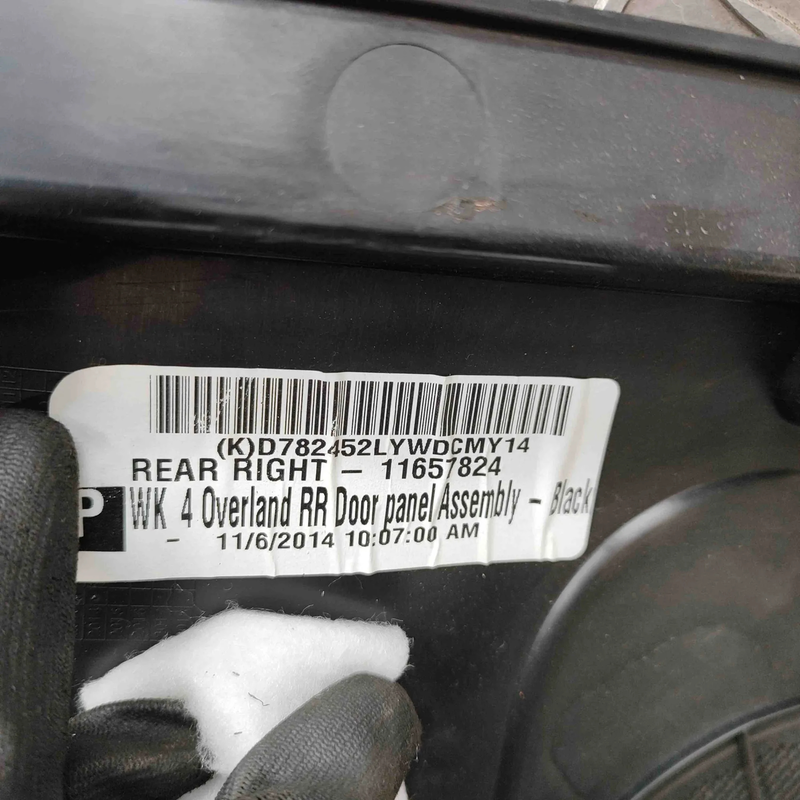 (K)D782452LYWDCMY14
REAR RIGHT - 11657824
P WK 4 Overland RR Door panel Assembly - Black
- 11/6/2014 10:07:00 AM